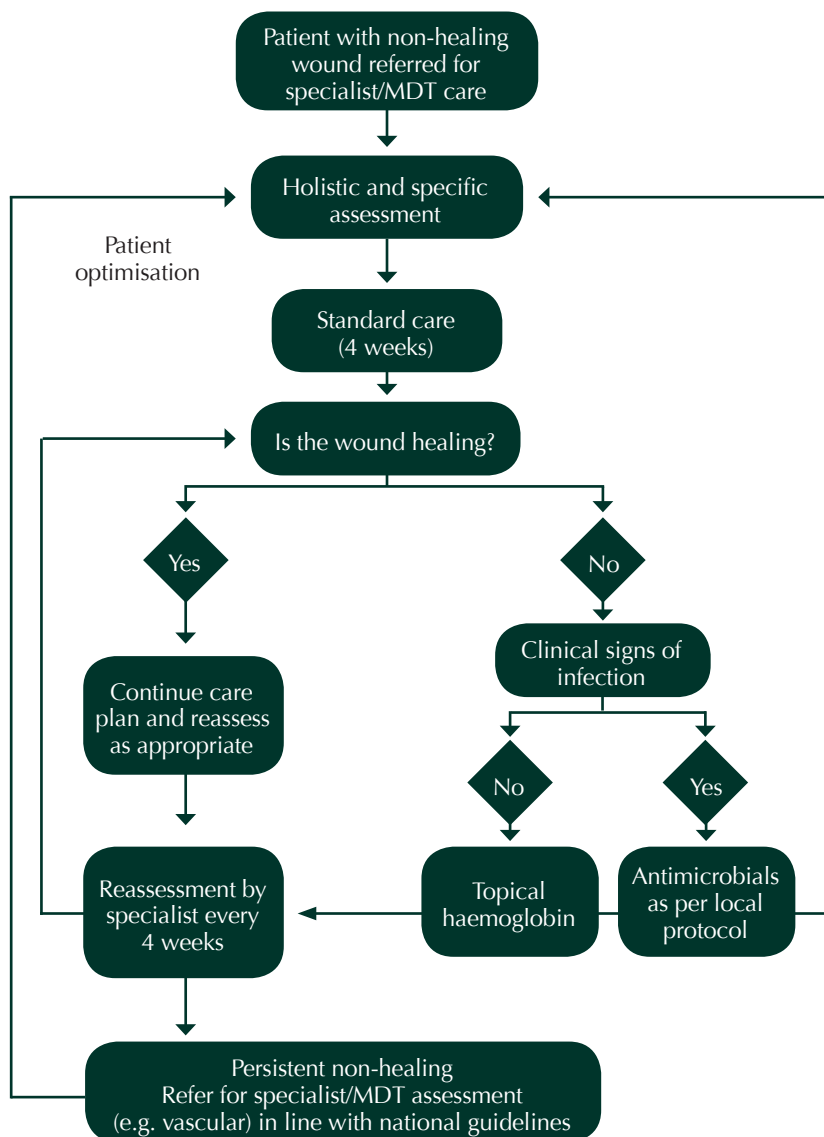 Patient with non-healing
wound referred for
specialist/MDT care
Holistic and specific
assessment
Patient
optimisation
Standard care
(4 weeks)
Is the wound healing?
Yes
No
Clinical signs of
infection
Continue care
plan and reassess
as appropriate
No
Yes
Reassessment by
specialist every
4 weeks
Topical
haemoglobin
Antimicrobials
as per local
protocol
Persistent non-healing
Refer for specialist/MDT assessment
(e.g. vascular) in line with national guidelines